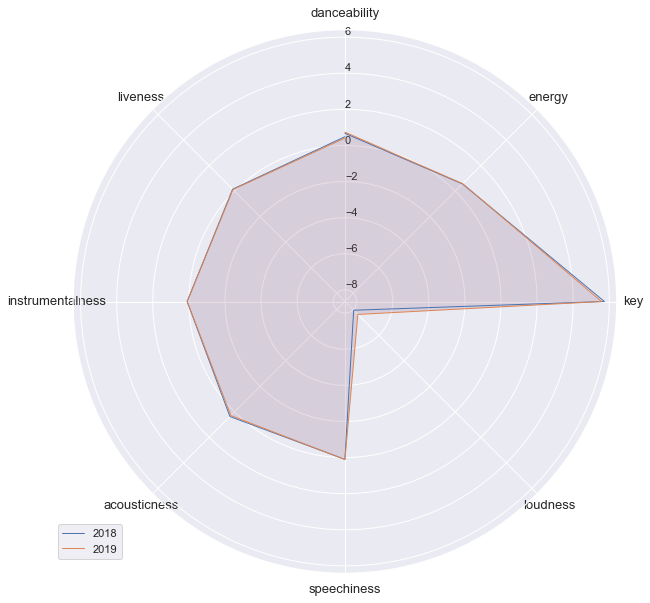 danceability
6
liveness
energy
4
2
0
−2
−4
−6
−8
instrumentalness
key
acousticness
loudness
2018
2019
speechiness